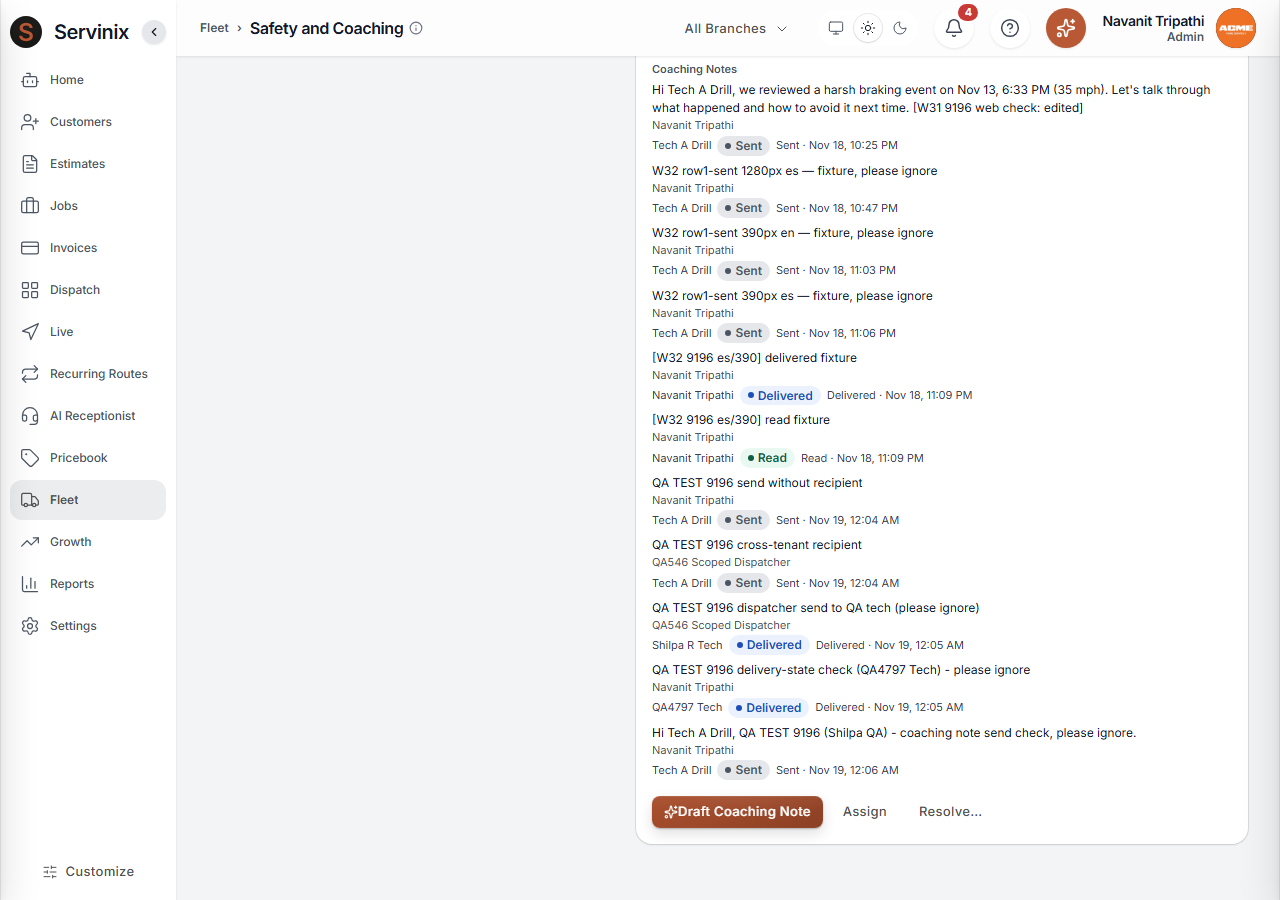 S Servinix
Home
Customers
Estimates
Jobs
Invoices
Dispatch
Live
Recurring Routes
AI Receptionist
Pricebook
Fleet
Growth
Reports
Settings
Customize
Fleet › Safety and Coaching
All Branches
4
Navanit Tripathi
Admin
ACME
Coaching Notes
Hi Tech A Drill, we reviewed a harsh braking event on Nov 13, 6:33 PM (35 mph). Let's talk through
what happened and how to avoid it next time. [W31 9196 web check: edited]
Navanit Tripathi
Tech A Drill Sent Sent · Nov 18, 10:25 PM
W32 row1-sent 1280px es — fixture, please ignore
Navanit Tripathi
Tech A Drill Sent Sent · Nov 18, 10:47 PM
W32 row1-sent 390px en — fixture, please ignore
Navanit Tripathi
Tech A Drill Sent Sent · Nov 18, 11:03 PM
W32 row1-sent 390px es — fixture, please ignore
Navanit Tripathi
Tech A Drill Sent Sent · Nov 18, 11:06 PM
[W32 9196 es/390] delivered fixture
Navanit Tripathi
Navanit Tripathi Delivered Delivered · Nov 18, 11:09 PM
[W32 9196 es/390] read fixture
Navanit Tripathi
Navanit Tripathi Read Read · Nov 18, 11:09 PM
QA TEST 9196 send without recipient
Navanit Tripathi
Tech A Drill Sent Sent · Nov 19, 12:04 AM
QA TEST 9196 cross-tenant recipient
QA546 Scoped Dispatcher
Tech A Drill Sent Sent · Nov 19, 12:04 AM
QA TEST 9196 dispatcher send to QA tech (please ignore)
QA546 Scoped Dispatcher
Shilpa R Tech Delivered Delivered · Nov 19, 12:05 AM
QA TEST 9196 delivery-state check (QA4797 Tech) - please ignore
Navanit Tripathi
QA4797 Tech Delivered Delivered · Nov 19, 12:05 AM
Hi Tech A Drill, QA TEST 9196 (Shilpa QA) - coaching note send check, please ignore.
Navanit Tripathi
Tech A Drill Sent Sent · Nov 19, 12:06 AM
Draft Coaching Note Assign Resolve...